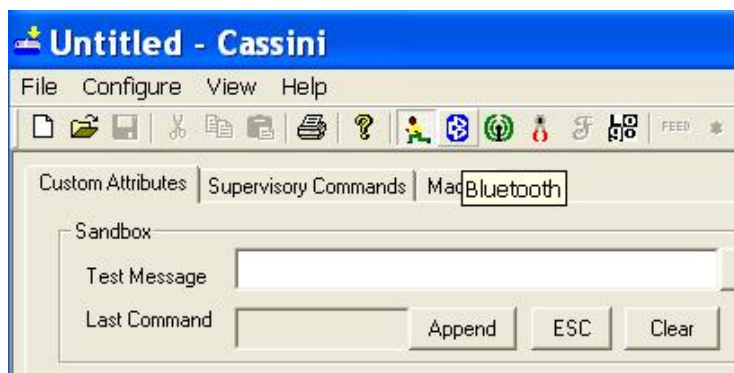 Untitled - Cassini
File Configure View Help
FEED
Custom Attributes Supervisory Commands
Bluetooth
Sandbox
Test Message
Last Command Append ESC Clear